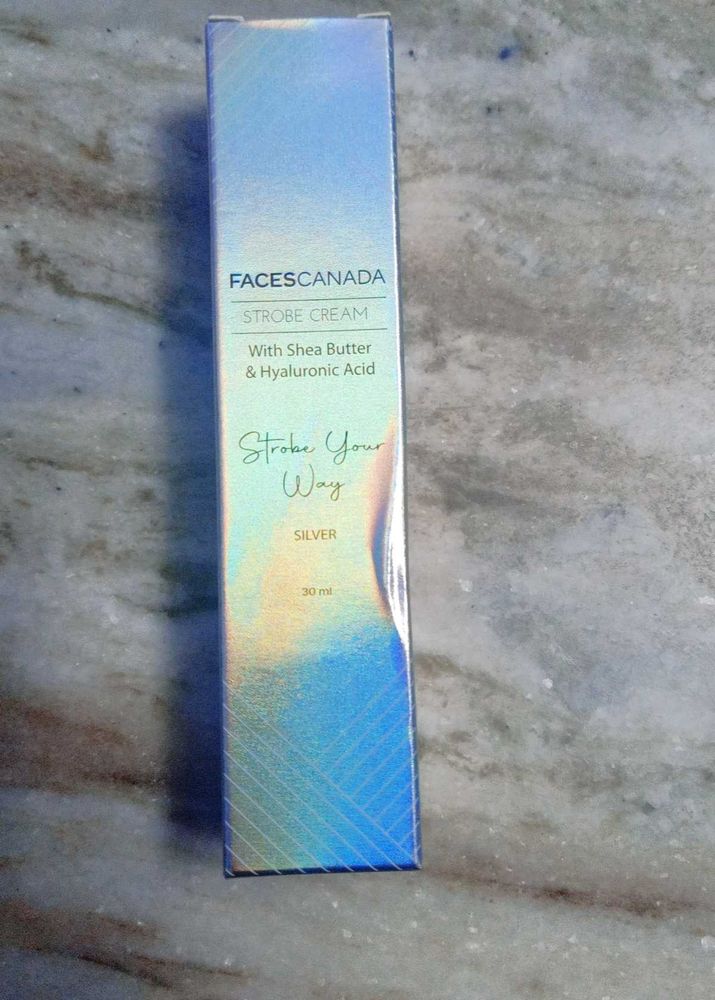 FACESCANADA
STROBE CREAM
With Shea Butter
& Hyaluronic Acid
Strobe Your
Way
SILVER
30 ml